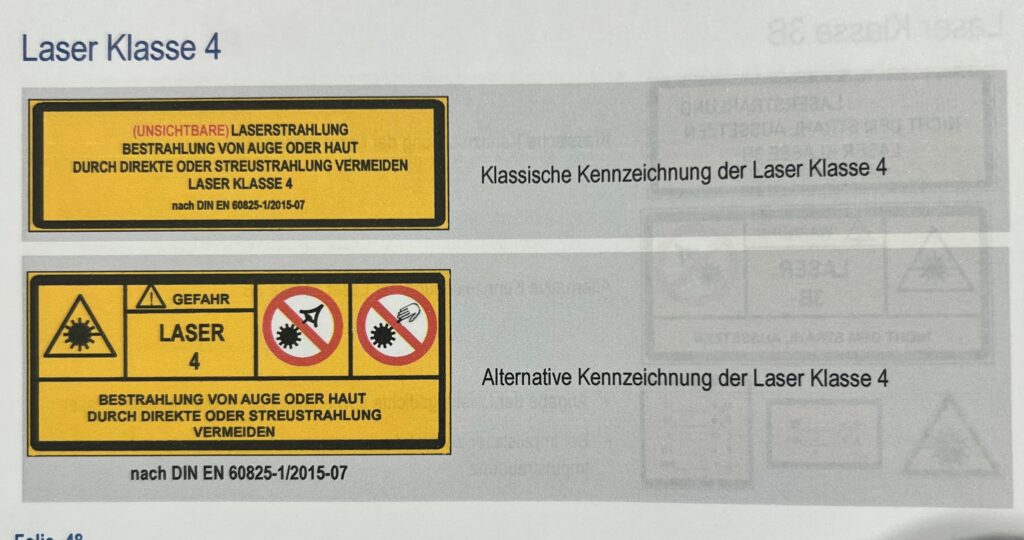 Laser Klasse 4
(UNSICHTBARE) LASERSTRAHLUNG
BESTRAHLUNG VON AUGE ODER HAUT
DURCH DIREKTE ODER STREUSTRAHLUNG VERMEIDEN
LASER KLASSE 4
nach DIN EN 60825-1/2015-07
Klassische Kennzeichnung der Laser Klasse 4
GEFAHR
LASER
4
BESTRAHLUNG VON AUGE ODER HAUT
DURCH DIREKTE ODER STREUSTRAHLUNG
VERMEIDEN
nach DIN EN 60825-1/2015-07
Alternative Kennzeichnung der Laser Klasse 4
Folie 48